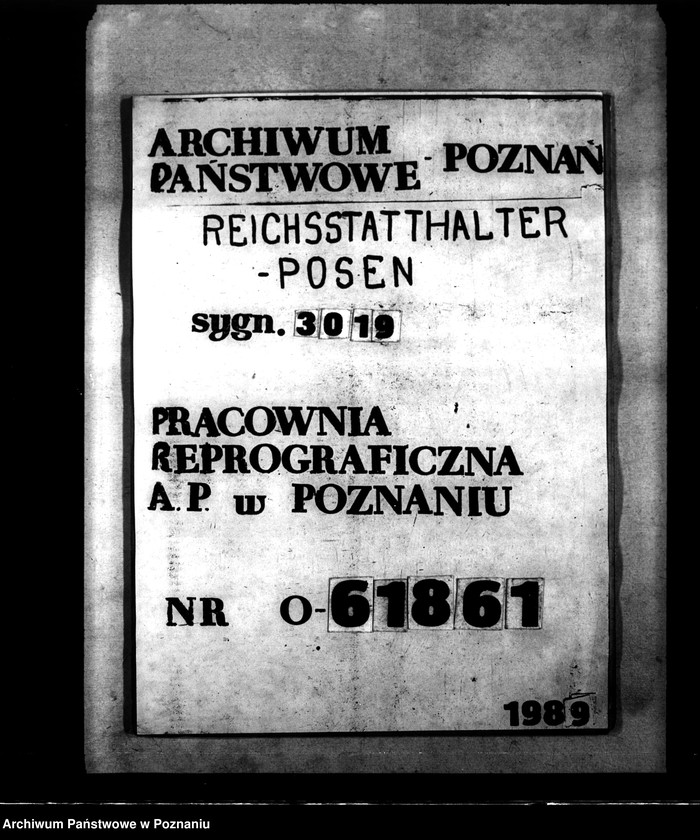 ARCHIWUM
PAŃSTWOWE - POZNAŃ
REICHSSTATTHALTER
-POSEN
sygn. 3019
PRACOWNIA
REPROGRAFICZNA
A.P. w POZNANIU
NR O-61861
1989
Archiwum Państwowe w Poznaniu